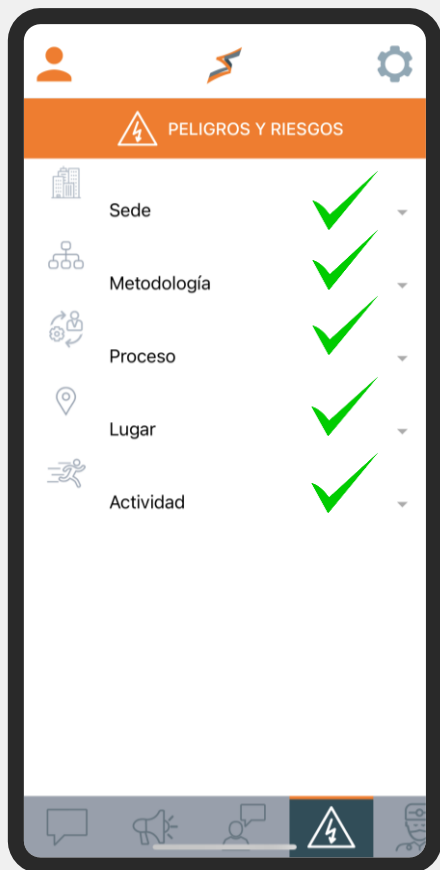 PELIGROS Y RIESGOS
Sede
Metodología
Proceso
Lugar
Actividad